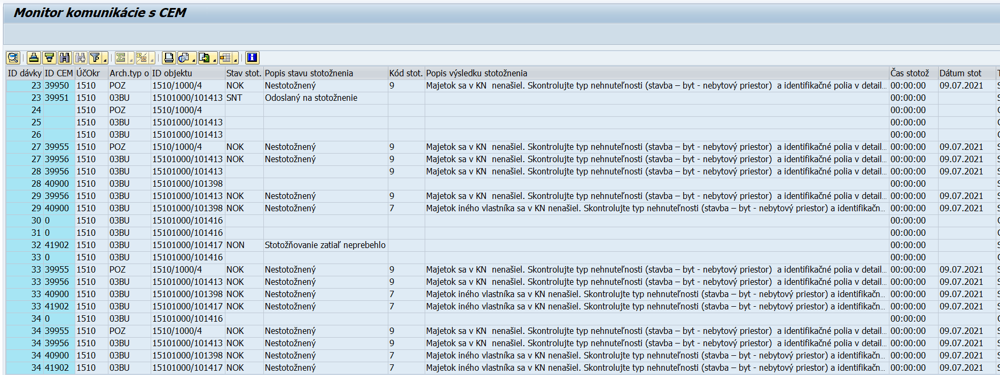 Monitor komunikácie s CEM
ID dávky ID CEM ÚčOkr Arch.typ o ID objektu Stav stot. Popis stavu stotožnenia Kód stot. Popis výsledku stotožnenia Čas stotož Dátum stot T
23 39950 1510 POZ 1510/1000/4 NOK Nestotožnený 9 Majetok sa v KN nenašiel. Skontrolujte typ nehnuteľnosti (stavba – byt - nebytový priestor) a identifikačné polia v detail... 00:00:00 09.07.2021 S
23 39951 1510 03BU 15101000/101413 SNT Odoslaný na stotožnenie 00:00:00 S
24 1510 POZ 1510/1000/4 00:00:00
25 1510 03BU 15101000/101413 00:00:00
26 1510 03BU 15101000/101413 00:00:00
27 39955 1510 POZ 1510/1000/4 NOK Nestotožnený 9 Majetok sa v KN nenašiel. Skontrolujte typ nehnuteľnosti (stavba – byt - nebytový priestor) a identifikačné polia v detail... 00:00:00 09.07.2021 S
27 39956 1510 03BU 15101000/101413 NOK Nestotožnený 9 Majetok sa v KN nenašiel. Skontrolujte typ nehnuteľnosti (stavba – byt - nebytový priestor) a identifikačné polia v detail... 00:00:00 09.07.2021 S
28 39956 1510 03BU 15101000/101413 9 Majetok sa v KN nenašiel. Skontrolujte typ nehnuteľnosti (stavba – byt - nebytový priestor) a identifikačné polia v detail... 00:00:00 09.07.2021 S
28 40900 1510 03BU 15101000/101398 00:00:00 S
29 39956 1510 03BU 15101000/101413 NOK Nestotožnený 9 Majetok sa v KN nenašiel. Skontrolujte typ nehnuteľnosti (stavba – byt - nebytový priestor) a identifikačné polia v detail... 00:00:00 09.07.2021 S
29 40900 1510 03BU 15101000/101398 NOK Nestotožnený 7 Majetok iného vlastníka sa v KN nenašiel. Skontrolujte typ nehnuteľnosti (stavba – byt - nebytový priestor) a identifikačn... 00:00:00 09.07.2021 S
30 0 1510 03BU 15101000/101416 00:00:00
31 0 1510 03BU 15101000/101416 00:00:00
32 41902 1510 03BU 15101000/101417 NON Stotožňovanie zatiaľ neprebehlo 00:00:00 S
33 0 1510 03BU 15101000/101416 00:00:00
33 39955 1510 POZ 1510/1000/4 NOK Nestotožnený 9 Majetok sa v KN nenašiel. Skontrolujte typ nehnuteľnosti (stavba – byt - nebytový priestor) a identifikačné polia v detail... 00:00:00 09.07.2021 S
33 39956 1510 03BU 15101000/101413 NOK Nestotožnený 9 Majetok sa v KN nenašiel. Skontrolujte typ nehnuteľnosti (stavba – byt - nebytový priestor) a identifikačné polia v detail... 00:00:00 09.07.2021 S
33 40900 1510 03BU 15101000/101398 NOK Nestotožnený 7 Majetok iného vlastníka sa v KN nenašiel. Skontrolujte typ nehnuteľnosti (stavba – byt - nebytový priestor) a identifikačn... 00:00:00 09.07.2021 S
33 41902 1510 03BU 15101000/101417 NOK Nestotožnený 7 Majetok iného vlastníka sa v KN nenašiel. Skontrolujte typ nehnuteľnosti (stavba – byt - nebytový priestor) a identifikačn... 00:00:00 09.07.2021 S
34 0 1510 03BU 15101000/101416 00:00:00
34 39955 1510 POZ 1510/1000/4 NOK Nestotožnený 9 Majetok sa v KN nenašiel. Skontrolujte typ nehnuteľnosti (stavba – byt - nebytový priestor) a identifikačné polia v detail... 00:00:00 09.07.2021 S
34 39956 1510 03BU 15101000/101413 NOK Nestotožnený 9 Majetok sa v KN nenašiel. Skontrolujte typ nehnuteľnosti (stavba – byt - nebytový priestor) a identifikačné polia v detail... 00:00:00 09.07.2021 S
34 40900 1510 03BU 15101000/101398 NOK Nestotožnený 7 Majetok iného vlastníka sa v KN nenašiel. Skontrolujte typ nehnuteľnosti (stavba – byt - nebytový priestor) a identifikačn... 00:00:00 09.07.2021 S
34 41902 1510 03BU 15101000/101417 NOK Nestotožnený 7 Majetok iného vlastníka sa v KN nenašiel. Skontrolujte typ nehnuteľnosti (stavba – byt - nebytový priestor) a identifikačn... 00:00:00 09.07.2021 S